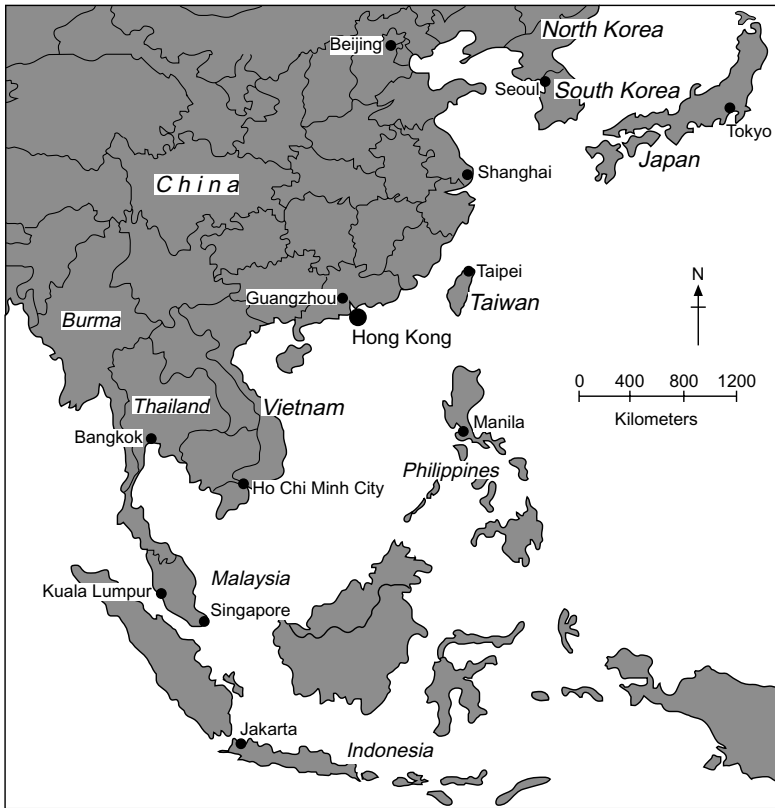 North Korea
Beijing
Seoul
South Korea
Tokyo
Japan
Shanghai
China
Taipei
Taiwan
N
Guangzhou
Hong Kong
Burma
0 400 800 1200
Kilometers
Thailand
Vietnam
Manila
Bangkok
Philippines
Ho Chi Minh City
Malaysia
Kuala Lumpur
Singapore
Jakarta
Indonesia